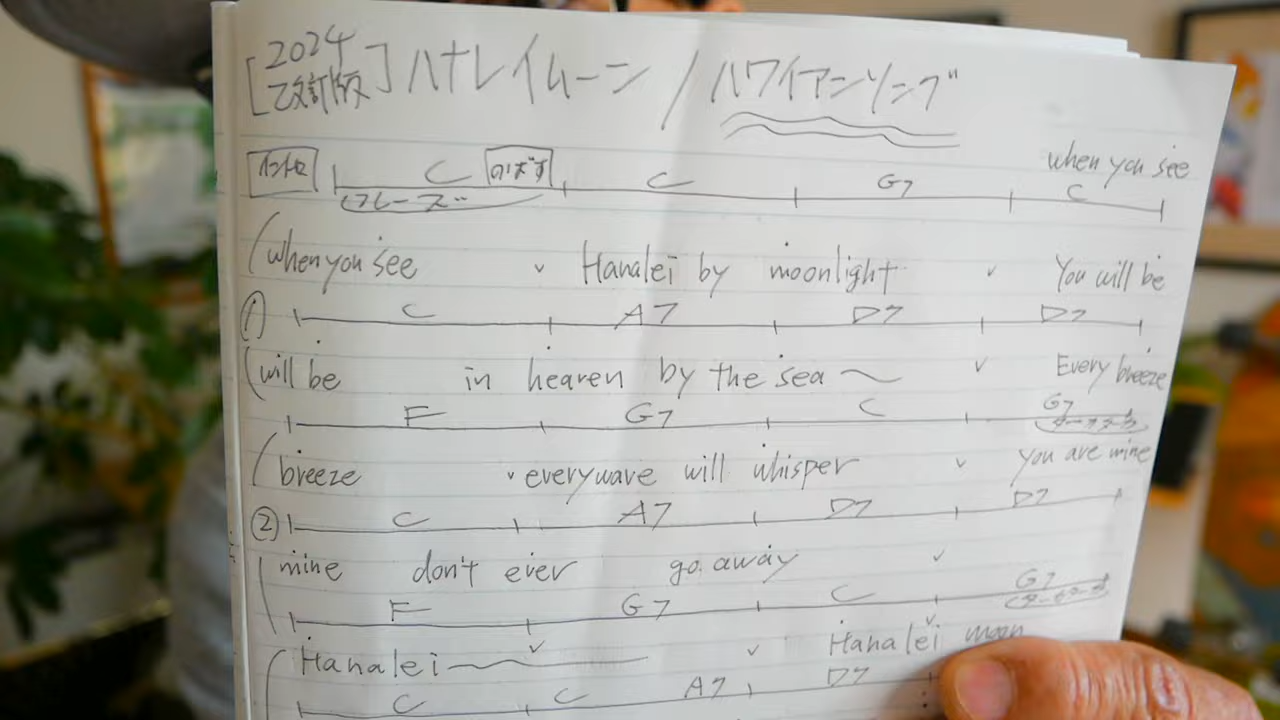 [2024改訂版] ハナレイムーン / ハワイアンソング
when you see
イントロ C のばす C G7 C
フレーズ
when you see ˅ Hanalei by moonlight ˅ You will be
① C A7 D7 D7
will be in heaven by the sea ~ ˅ Every breeze
F G7 C G7
breeze ˅ everywave will whisper ˅ you are mine
② C A7 D7 D7
mine don't ever go away ˅
F G7 C G7
Hanalei ˅ ˅ Hanalei moon
C C A7 D7